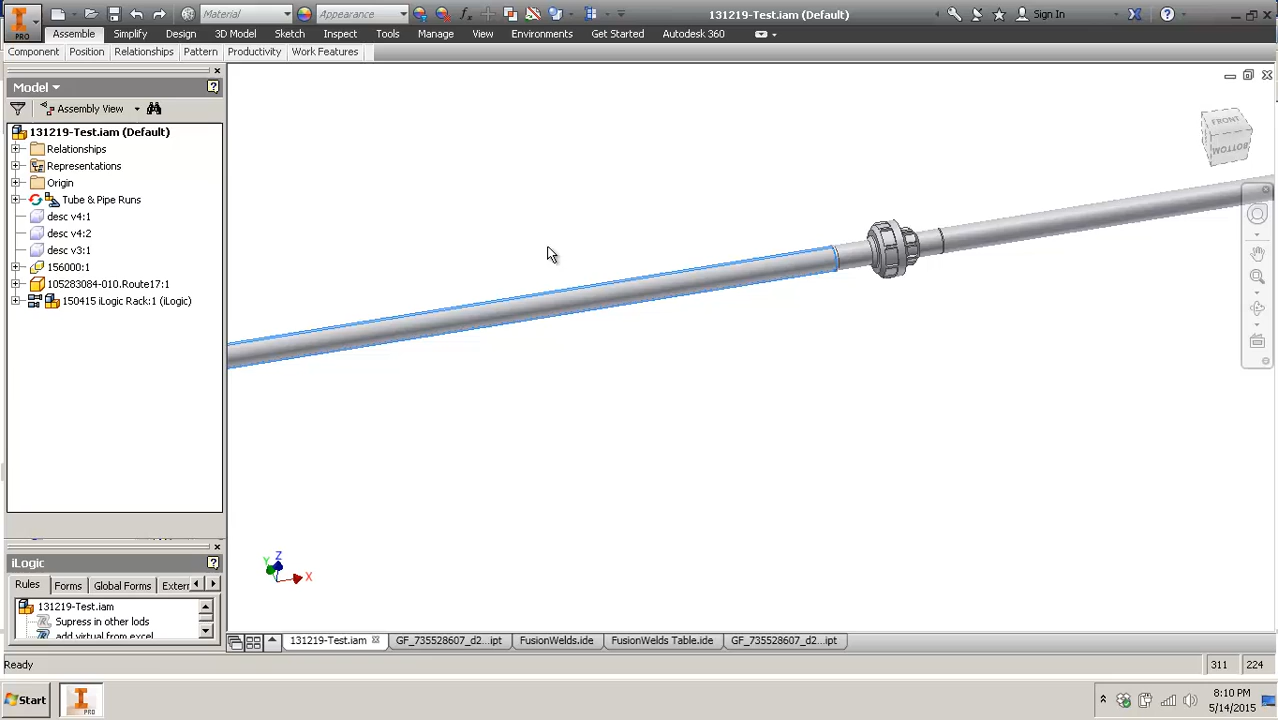 PRO
Material
Appearance
131219-Test.iam (Default)
Sign In
Assemble Simplify Design 3D Model Sketch Inspect Tools Manage View Environments Get Started Autodesk 360
Component Position Relationships Pattern Productivity Work Features
Model
Assembly View
131219-Test.iam (Default)
Relationships
Representations
Origin
Tube & Pipe Runs
desc v4:1
desc v4:2
desc v3:1
156000:1
105283084-010.Route17:1
150415 iLogic Rack:1 (iLogic)
FRONT
BOTTOM
Z
Y
X
iLogic
Rules Forms Global Forms Exterr
131219-Test.iam
Supress in other lods
add virtual from excel
131219-Test.iam GF_735528607_d2...ipt FusionWelds.ide FusionWelds Table.ide GF_735528607_d2...ipt
Ready
311 224
Start
PRO
8:10 PM
5/14/2015